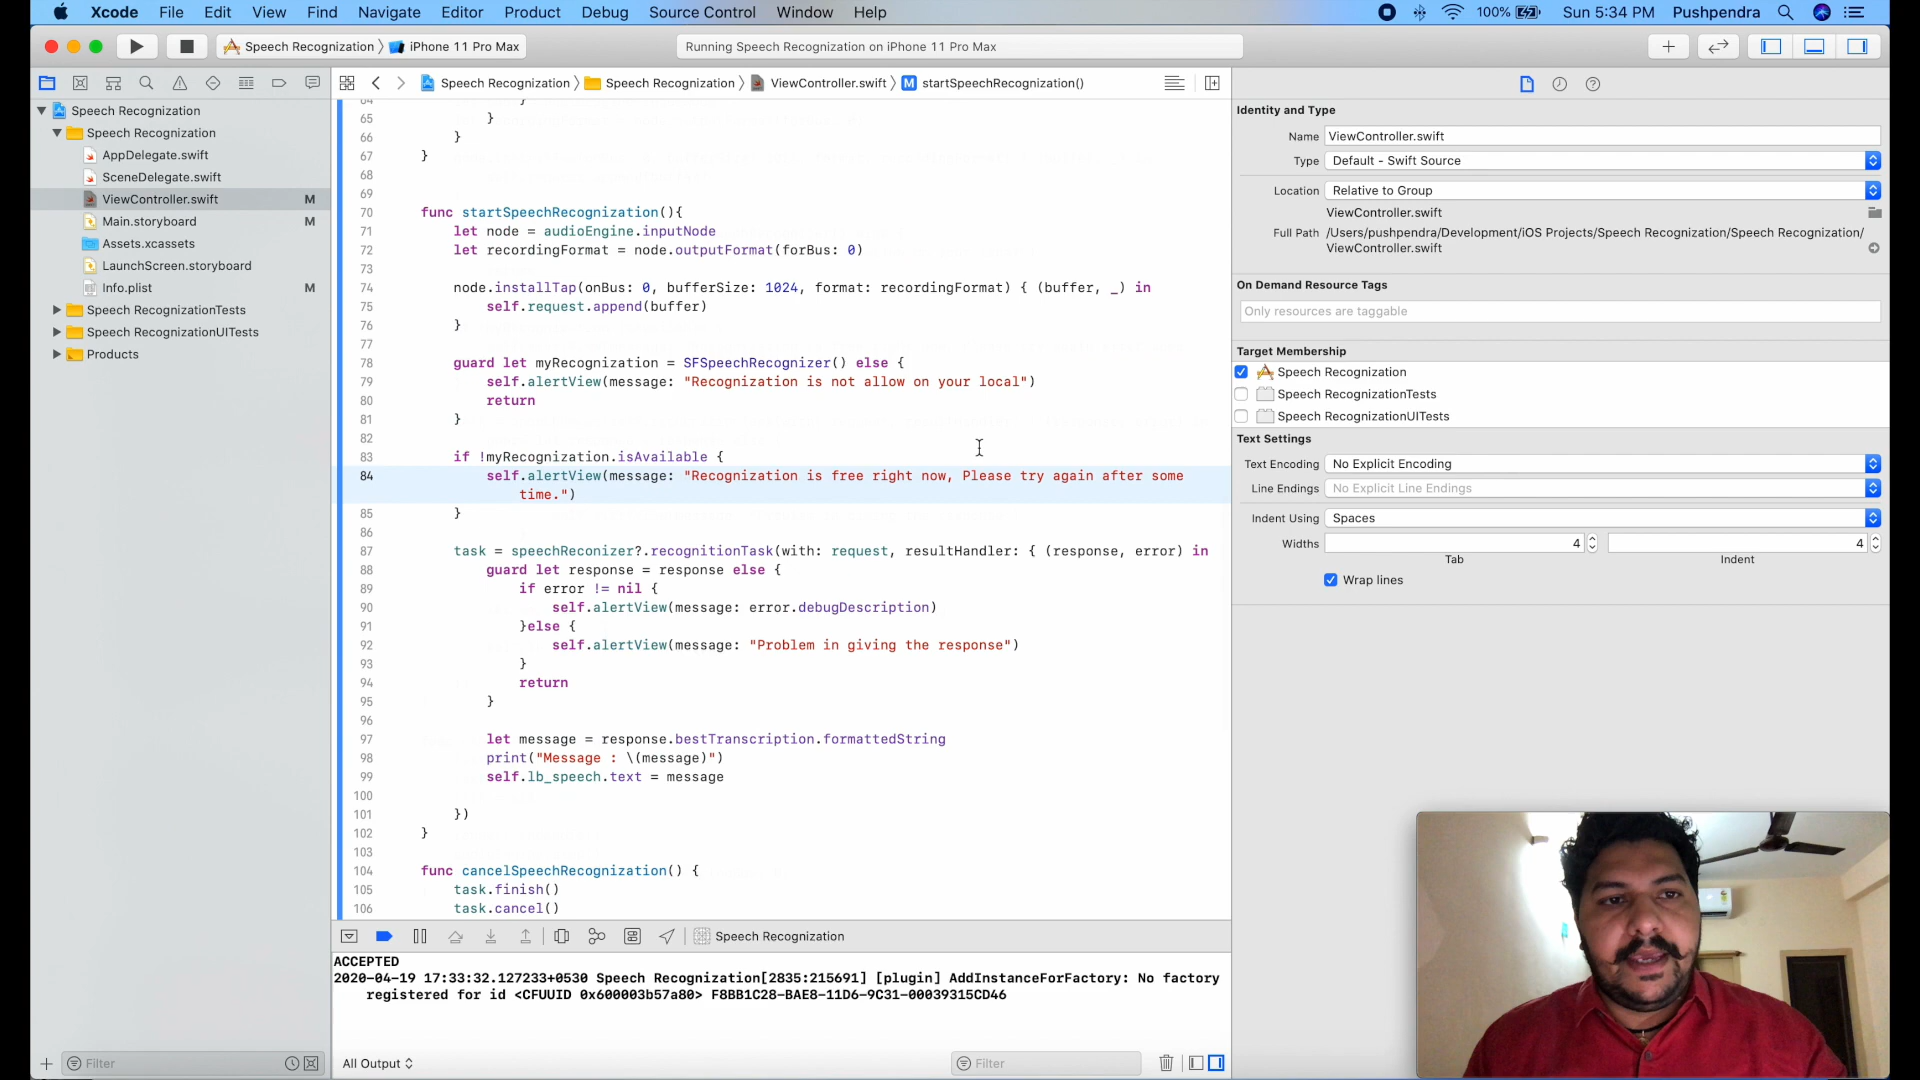 Xcode File Edit View Find Navigate Editor Product Debug Source Control Window Help 100% Sun 5:34 PM Pushpendra
Speech Recognization iPhone 11 Pro Max Running Speech Recognization on iPhone 11 Pro Max
Speech Recognization Speech Recognization ViewController.swift M startSpeechRecognization()
Speech Recognization
Speech Recognization
AppDelegate.swift
SceneDelegate.swift
ViewController.swift M
Main.storyboard M
Assets.xcassets
LaunchScreen.storyboard
Info.plist M
Speech RecognizationTests
Speech RecognizationUITests
Products
Filter
64 }
65 }
66 }
67 }
68
69
70 func startSpeechRecognization(){
71 let node = audioEngine.inputNode
72 let recordingFormat = node.outputFormat(forBus: 0)
73
74 node.installTap(onBus: 0, bufferSize: 1024, format: recordingFormat) { (buffer, _) in
75 self.request.append(buffer)
76 }
77
78 guard let myRecognization = SFSpeechRecognizer() else {
79 self.alertView(message: "Recognization is not allow on your local")
80 return
81 }
82
83 if !myRecognization.isAvailable {
84 self.alertView(message: "Recognization is free right now, Please try again after some
time.")
85 }
86
87 task = speechReconizer?.recognitionTask(with: request, resultHandler: { (response, error) in
88 guard let response = response else {
89 if error != nil {
90 self.alertView(message: error.debugDescription)
91 }else {
92 self.alertView(message: "Problem in giving the response")
93 }
94 return
95 }
96
97 let message = response.bestTranscription.formattedString
98 print("Message : \(message)")
99 self.lb_speech.text = message
100
101 })
102 }
103
104 func cancelSpeechRecognization() {
105 task.finish()
106 task.cancel()
Speech Recognization
ACCEPTED
2020-04-19 17:33:32.127233+0530 Speech Recognization[2835:215691] [plugin] AddInstanceForFactory: No factory
registered for id <CFUUID 0x600003b57a80> F8BB1C28-BAE8-11D6-9C31-00039315CD46
All Output Filter
Identity and Type
Name ViewController.swift
Type Default - Swift Source
Location Relative to Group
ViewController.swift
Full Path /Users/pushpendra/Development/iOS Projects/Speech Recognization/Speech Recognization/
ViewController.swift
On Demand Resource Tags
Only resources are taggable
Target Membership
Speech Recognization
Speech RecognizationTests
Speech RecognizationUITests
Text Settings
Text Encoding No Explicit Encoding
Line Endings No Explicit Line Endings
Indent Using Spaces
Widths 4 4
Tab Indent
Wrap lines